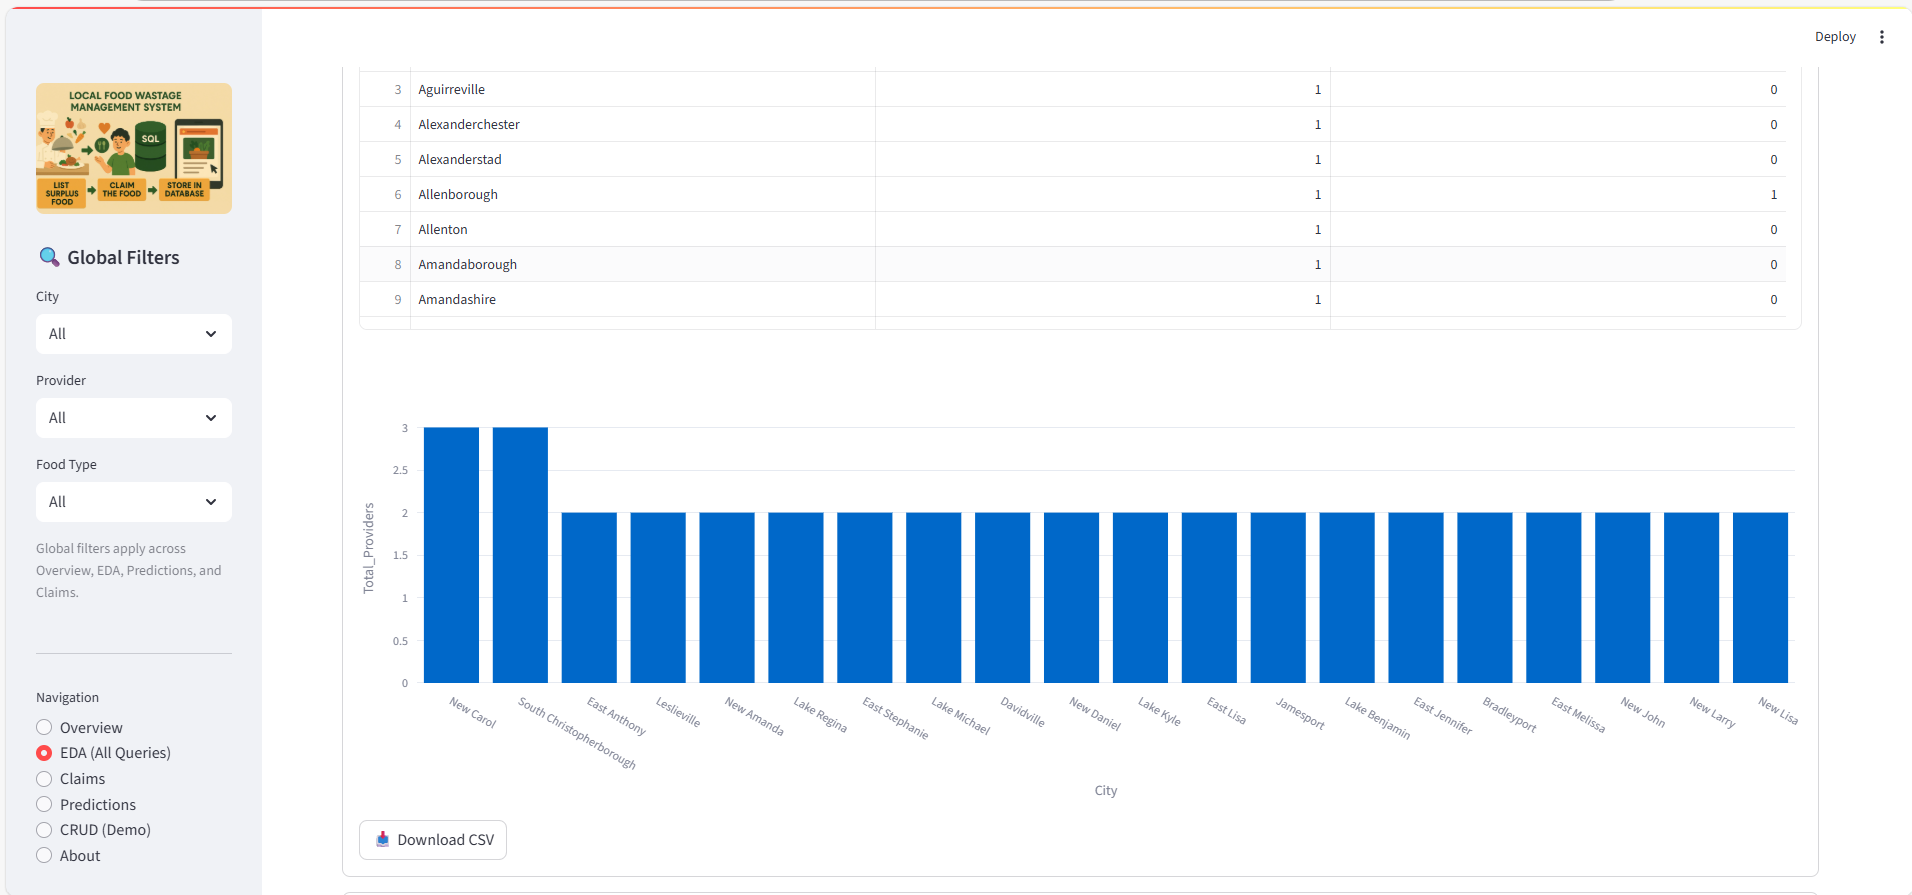 Deploy
LOCAL FOOD WASTAGE
MANAGEMENT SYSTEM
SQL
LIST
SURPLUS
FOOD
CLAIM
THE FOOD
STORE IN
DATABASE
Global Filters
City
All
Provider
All
Food Type
All
Global filters apply across
Overview, EDA, Predictions, and
Claims.
Navigation
Overview
EDA (All Queries)
Claims
Predictions
CRUD (Demo)
About
3 Aguirreville 1 0
4 Alexanderchester 1 0
5 Alexanderstad 1 0
6 Allenborough 1 1
7 Allenton 1 0
8 Amandaborough 1 0
9 Amandashire 1 0
Total_Providers
3
2.5
2
1.5
1
0.5
0
New Carol
South Christopherborough
East Anthony
Leslieville
New Amanda
Lake Regina
East Stephanie
Lake Michael
Davidville
New Daniel
Lake Kyle
East Lisa
Jamesport
Lake Benjamin
East Jennifer
Bradleyport
East Melissa
New John
New Larry
New Lisa
City
Download CSV